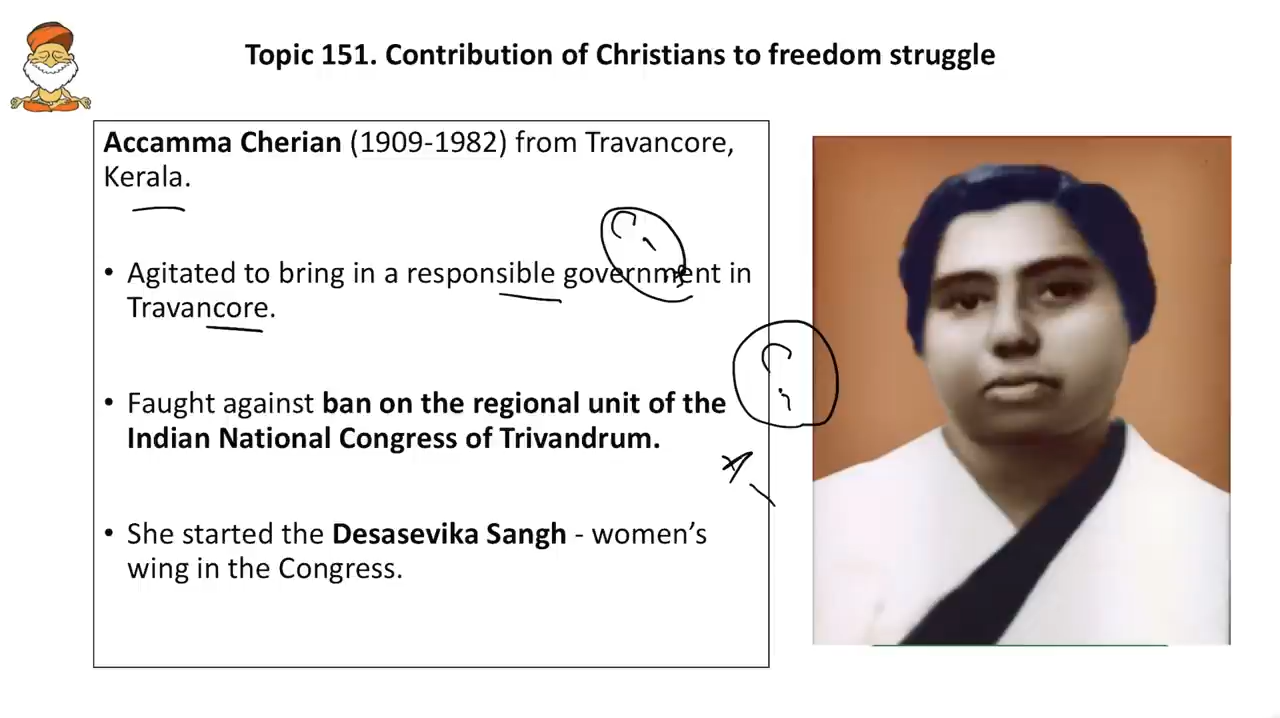 Topic 151. Contribution of Christians to freedom struggle
Accamma Cherian (1909-1982) from Travancore,
Kerala.
• Agitated to bring in a responsible government in
Travancore.
• Faught against ban on the regional unit of the
Indian National Congress of Trivandrum.
• She started the Desasevika Sangh - women’s
wing in the Congress.